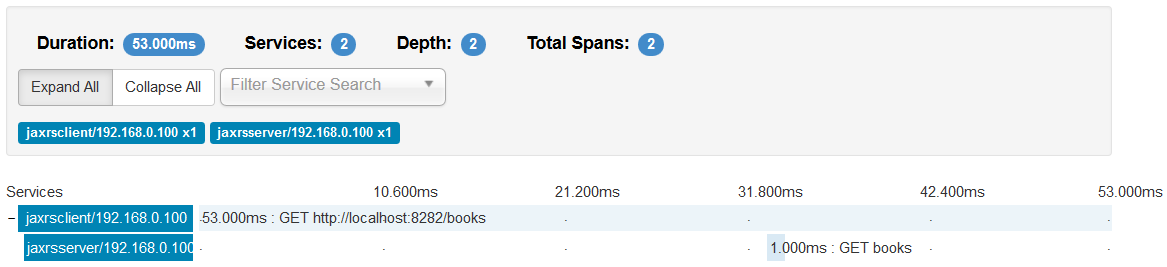 Duration: 53.000ms Services: 2 Depth: 2 Total Spans: 2
Expand All Collapse All Filter Service Search
jaxrsclient/192.168.0.100 x1 jaxrsserver/192.168.0.100 x1
Services 10.600ms 21.200ms 31.800ms 42.400ms 53.000ms
- jaxrsclient/192.168.0.100 53.000ms : GET http://localhost:8282/books
jaxrsserver/192.168.0.100 1.000ms : GET books